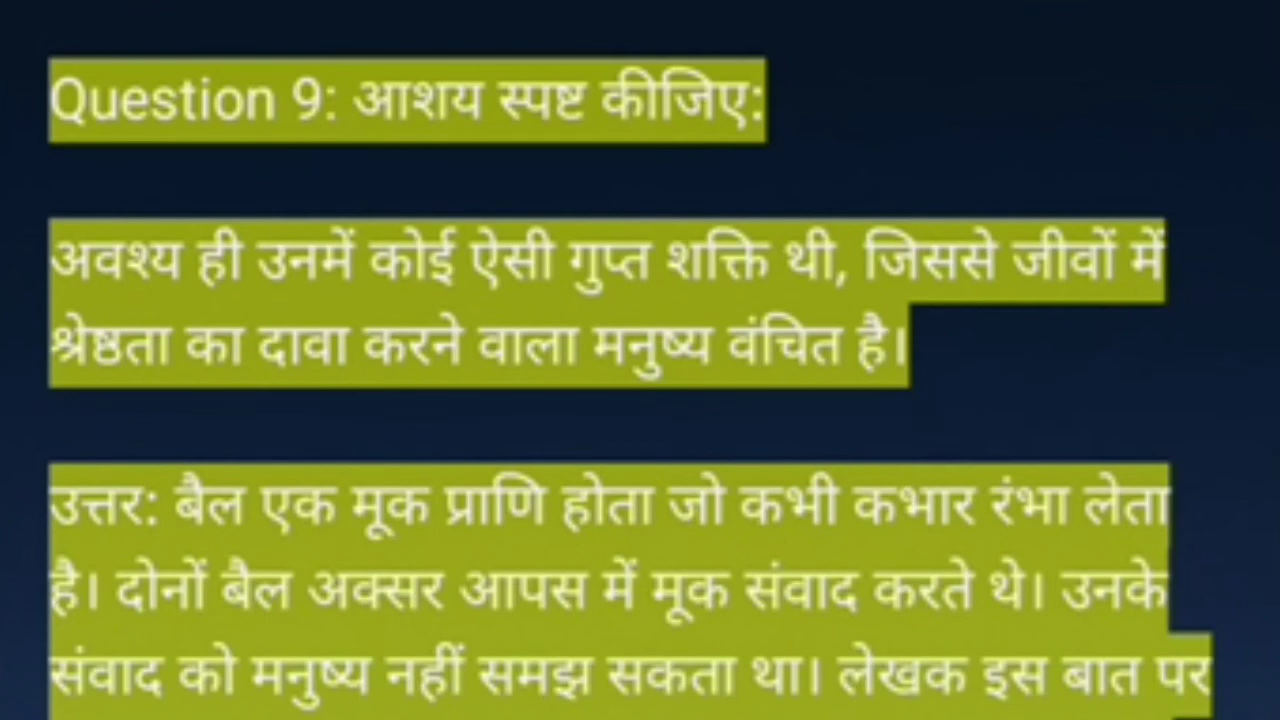 Question 9: आशय स्पष्ट कीजिए:
अवश्य ही उनमें कोई ऐसी गुप्त शक्ति थी, जिससे जीवों में
श्रेष्ठता का दावा करने वाला मनुष्य वंचित है।
उत्तर: बैल एक मूक प्राणि होता जो कभी कभार रंभा लेता
है। दोनों बैल अक्सर आपस में मूक संवाद करते थे। उनके
संवाद को मनुष्य नहीं समझ सकता था। लेखक इस बात पर